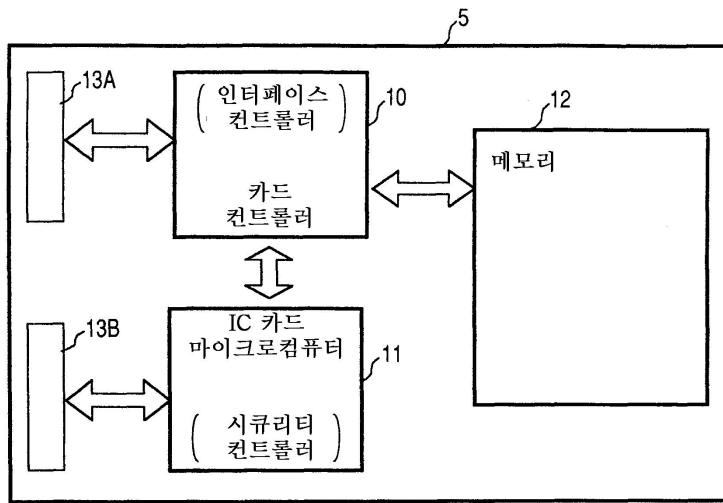 5
13A
(인터페이스
컨트롤러)
10
카드
컨트롤러
12
메모리
13B
IC 카드
마이크로컴퓨터
11
(시큐리티
컨트롤러)